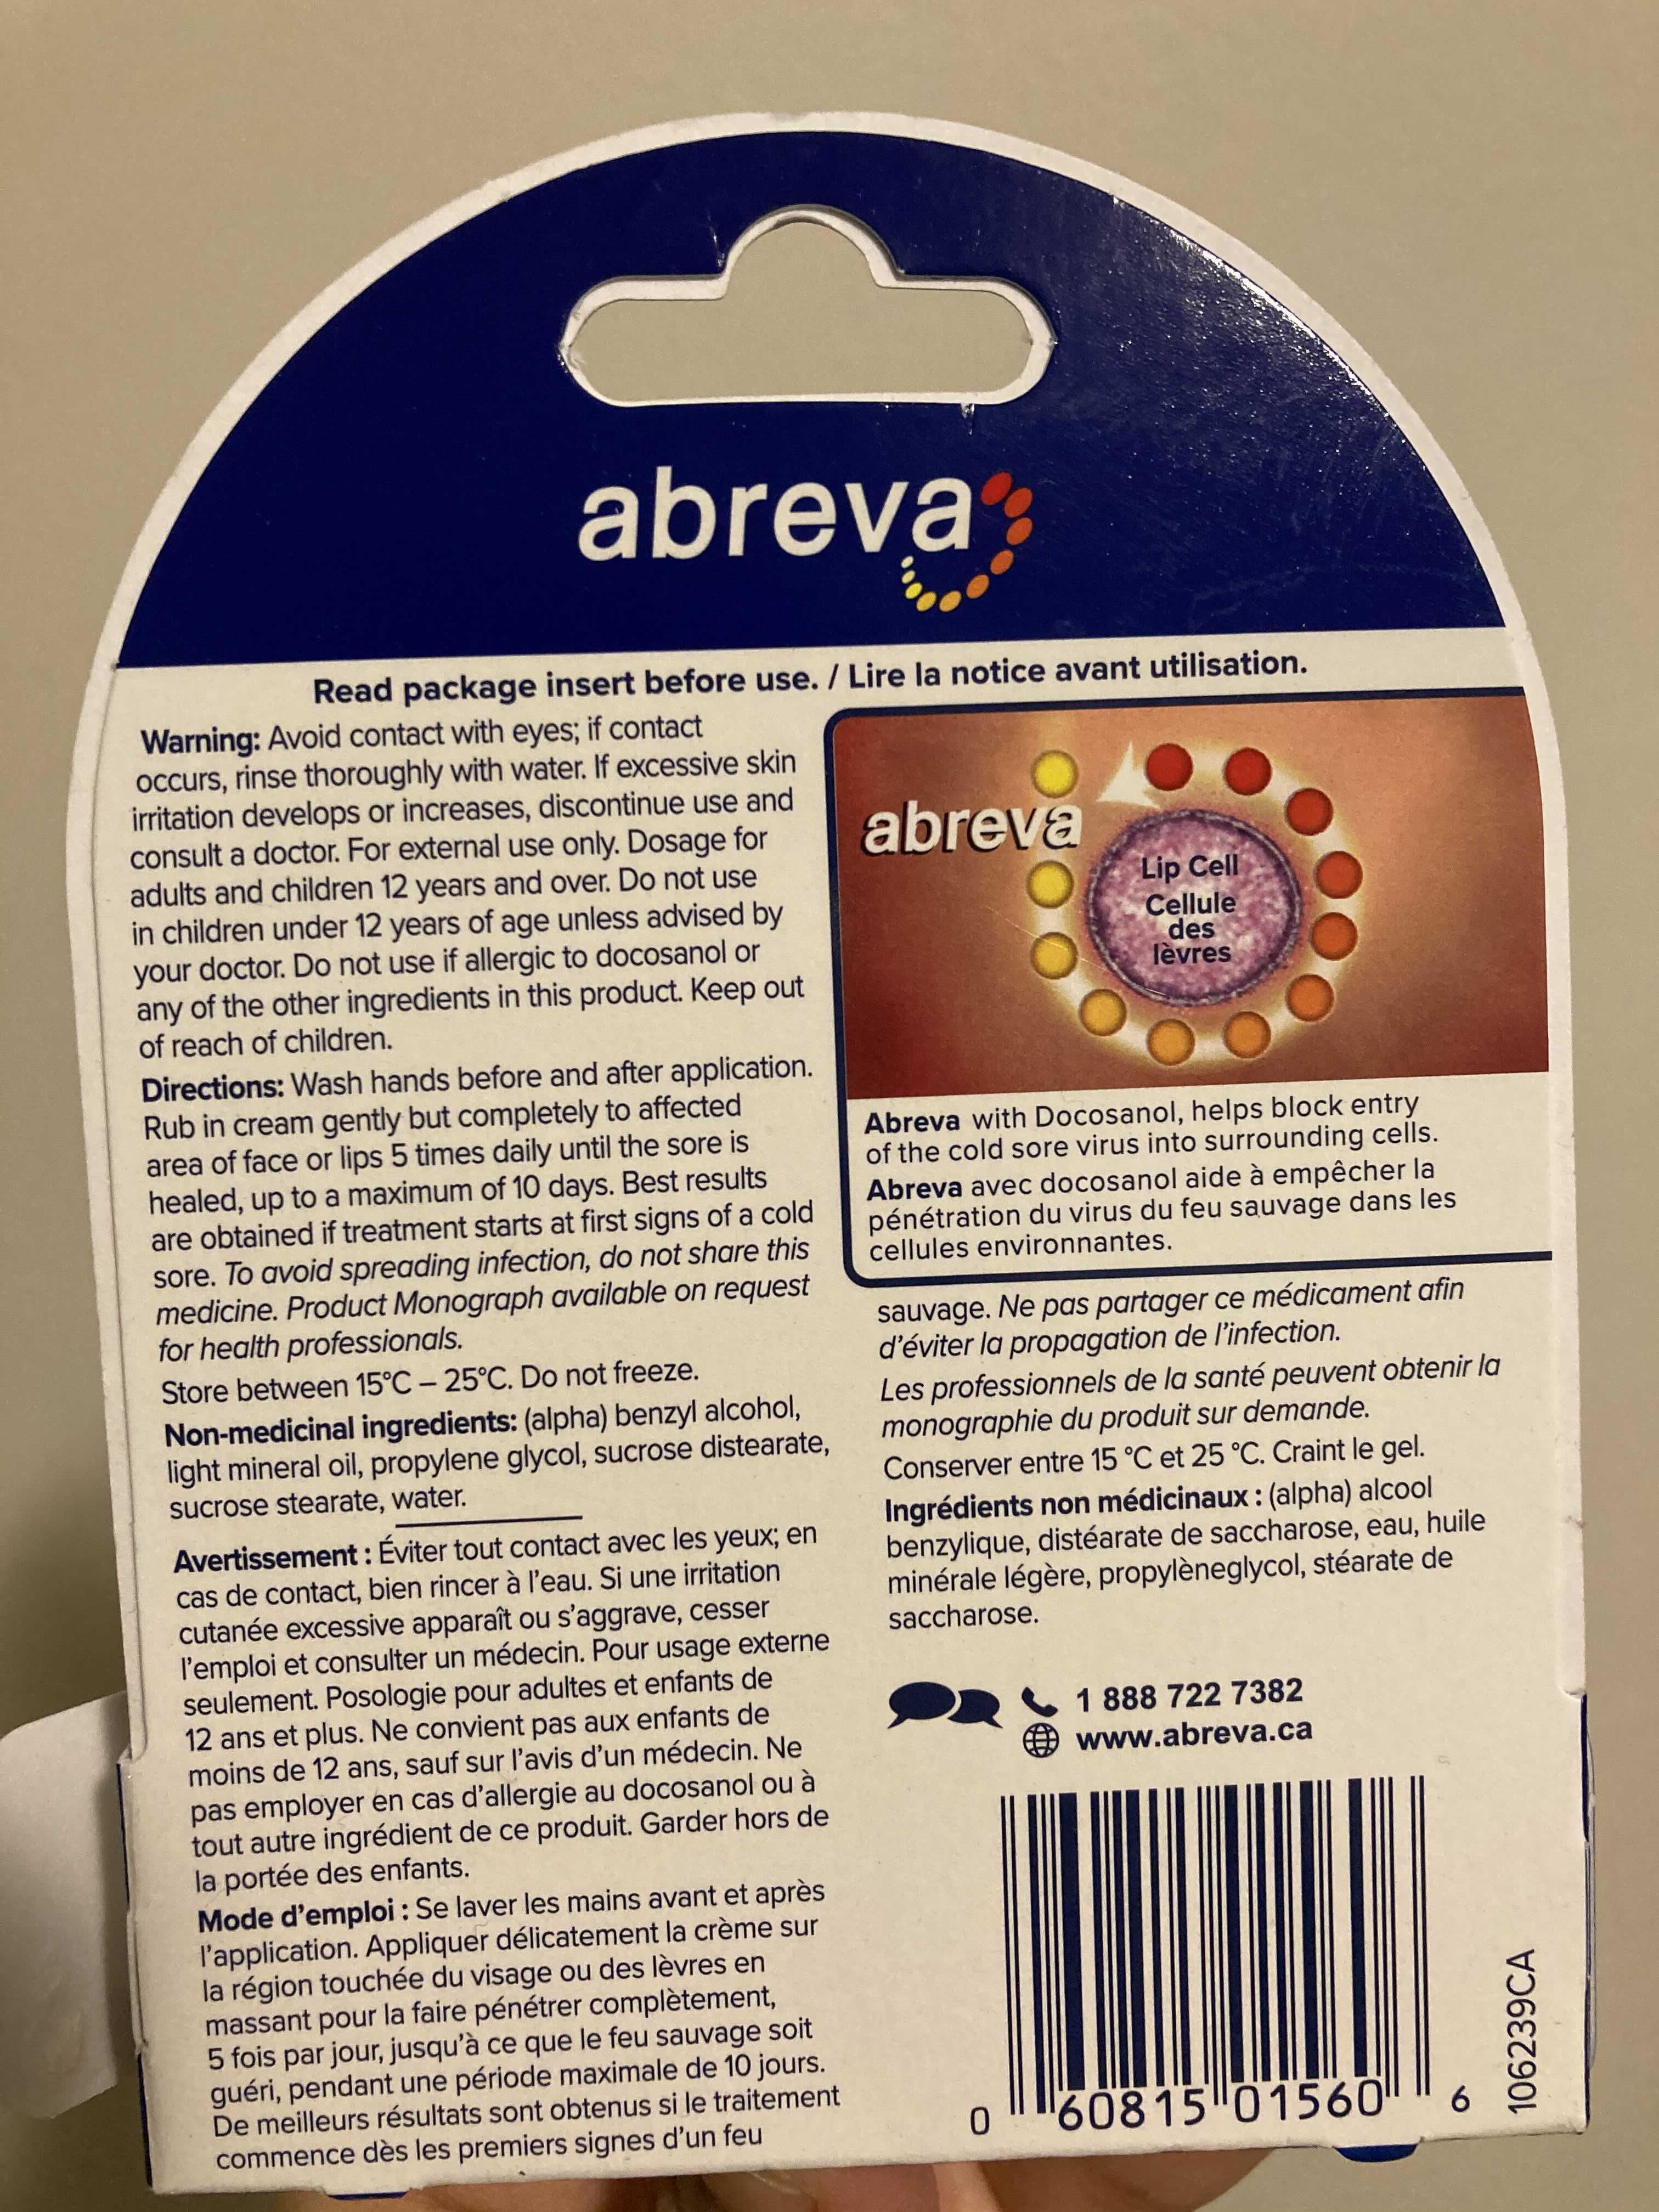 abreva
Read package insert before use. / Lire la notice avant utilisation.
Warning: Avoid contact with eyes; if contact
occurs, rinse thoroughly with water. If excessive skin
irritation develops or increases, discontinue use and
consult a doctor. For external use only. Dosage for
adults and children 12 years and over. Do not use
in children under 12 years of age unless advised by
your doctor. Do not use if allergic to docosanol or
any of the other ingredients in this product. Keep out
of reach of children.
Directions: Wash hands before and after application.
Rub in cream gently but completely to affected
area of face or lips 5 times daily until the sore is
healed, up to a maximum of 10 days. Best results
are obtained if treatment starts at first signs of a cold
sore. To avoid spreading infection, do not share this
medicine. Product Monograph available on request
for health professionals.
Store between 15°C – 25°C. Do not freeze.
Non-medicinal ingredients: (alpha) benzyl alcohol,
light mineral oil, propylene glycol, sucrose distearate,
sucrose stearate, water.
Avertissement : Éviter tout contact avec les yeux; en
cas de contact, bien rincer à l'eau. Si une irritation
cutanée excessive apparaît ou s'aggrave, cesser
l'emploi et consulter un médecin. Pour usage externe
seulement. Posologie pour adultes et enfants de
12 ans et plus. Ne convient pas aux enfants de
moins de 12 ans, sauf sur l'avis d'un médecin. Ne
pas employer en cas d'allergie au docosanol ou à
tout autre ingrédient de ce produit. Garder hors de
la portée des enfants.
Mode d'emploi : Se laver les mains avant et après
l'application. Appliquer délicatement la crème sur
la région touchée du visage ou des lèvres en
massant pour la faire pénétrer complètement,
5 fois par jour, jusqu'à ce que le feu sauvage soit
guéri, pendant une période maximale de 10 jours.
De meilleurs résultats sont obtenus si le traitement
commence dès les premiers signes d'un feu
abreva
Lip Cell
Cellule
des
lèvres
Abreva with Docosanol, helps block entry
of the cold sore virus into surrounding cells.
Abreva avec docosanol aide à empêcher la
pénétration du virus du feu sauvage dans les
cellules environnantes.
sauvage. Ne pas partager ce médicament afin
d'éviter la propagation de l'infection.
Les professionnels de la santé peuvent obtenir la
monographie du produit sur demande.
Conserver entre 15 °C et 25 °C. Craint le gel.
Ingrédients non médicinaux : (alpha) alcool
benzylique, distéarate de saccharose, eau, huile
minérale légère, propylèneglycol, stéarate de
saccharose.
1 888 722 7382
www.abreva.ca
0 60815 01560 6
106239CA